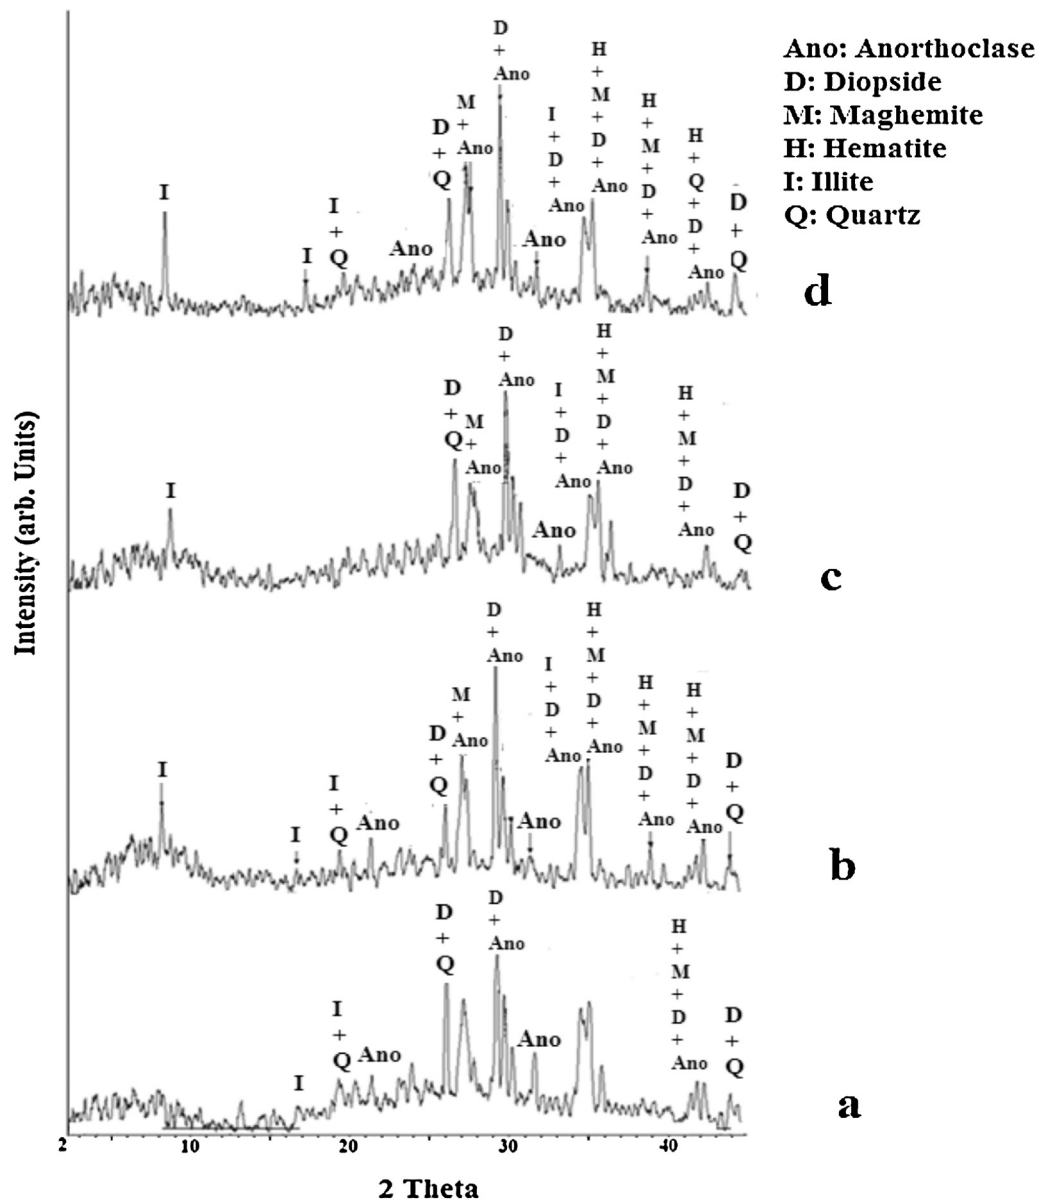 Ano: Anorthoclase
D: Diopside
M: Maghemite
H: Hematite
I: Illite
Q: Quartz
Intensity (arb. Units)
I
I
I
+
Q
Ano
D
+
Q
M
+
Ano
D
+
Ano
Ano
I
+
D
+
Ano
H
+
M
+
D
+
Ano
H
+
M
+
D
+
Ano
H
+
Q
+
D
+
Ano
D
+
Q
d
I
D
+
Q
M
+
Ano
D
+
Ano
Ano
I
+
D
+
Ano
H
+
M
+
D
+
Ano
H
+
M
+
D
+
Ano
D
+
Q
c
I
I
I
+
Q
Ano
D
+
Q
M
+
Ano
D
+
Ano
Ano
I
+
D
+
Ano
H
+
M
+
D
+
Ano
H
+
M
+
D
+
Ano
H
+
M
+
D
+
Ano
D
+
Q
b
I
I
+
Q
Ano
D
+
Q
D
+
Ano
Ano
H
+
M
+
D
+
Ano
D
+
Q
a
2 10 20 30 40
2 Theta